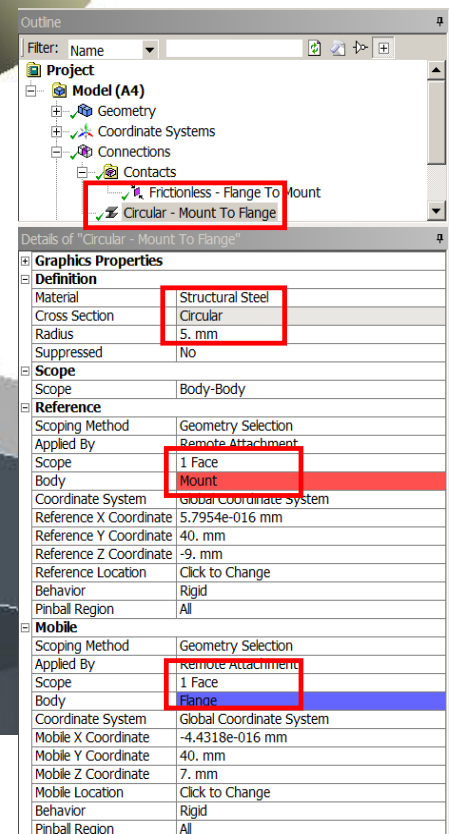 Outline
Filter: Name
Project
Model (A4)
Geometry
Coordinate Systems
Connections
Contacts
Frictionless - Flange To Mount
Circular - Mount To Flange
Details of "Circular - Mount To Flange"
Graphics Properties
Definition
Material Structural Steel
Cross Section Circular
Radius 5. mm
Suppressed No
Scope
Scope Body-Body
Reference
Scoping Method Geometry Selection
Applied By Remote Attachment
Scope 1 Face
Body Mount
Coordinate System Global Coordinate System
Reference X Coordinate 5.7954e-016 mm
Reference Y Coordinate 40. mm
Reference Z Coordinate -9. mm
Reference Location Click to Change
Behavior Rigid
Pinball Region All
Mobile
Scoping Method Geometry Selection
Applied By Remote Attachment
Scope 1 Face
Body Flange
Coordinate System Global Coordinate System
Mobile X Coordinate -4.4318e-016 mm
Mobile Y Coordinate 40. mm
Mobile Z Coordinate 7. mm
Mobile Location Click to Change
Behavior Rigid
Pinball Region All